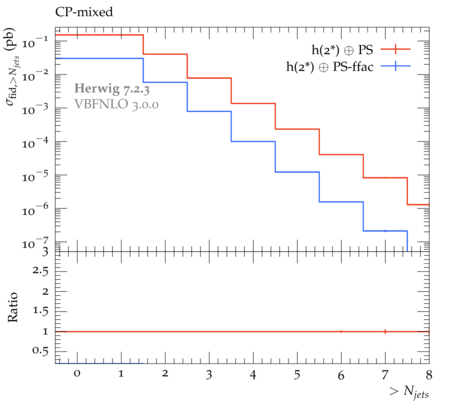 CP-mixed
σfid,>Njets (pb)
10⁻¹
10⁻²
10⁻³
10⁻⁴
10⁻⁵
10⁻⁶
10⁻⁷
h(2*) ⊕ PS
h(2*) ⊕ PS-ffac
Herwig 7.2.3
VBFNLO 3.0.0
Ratio
3
2.5
2
1.5
1
0.5
0 1 2 3 4 5 6 7 8
> Njets